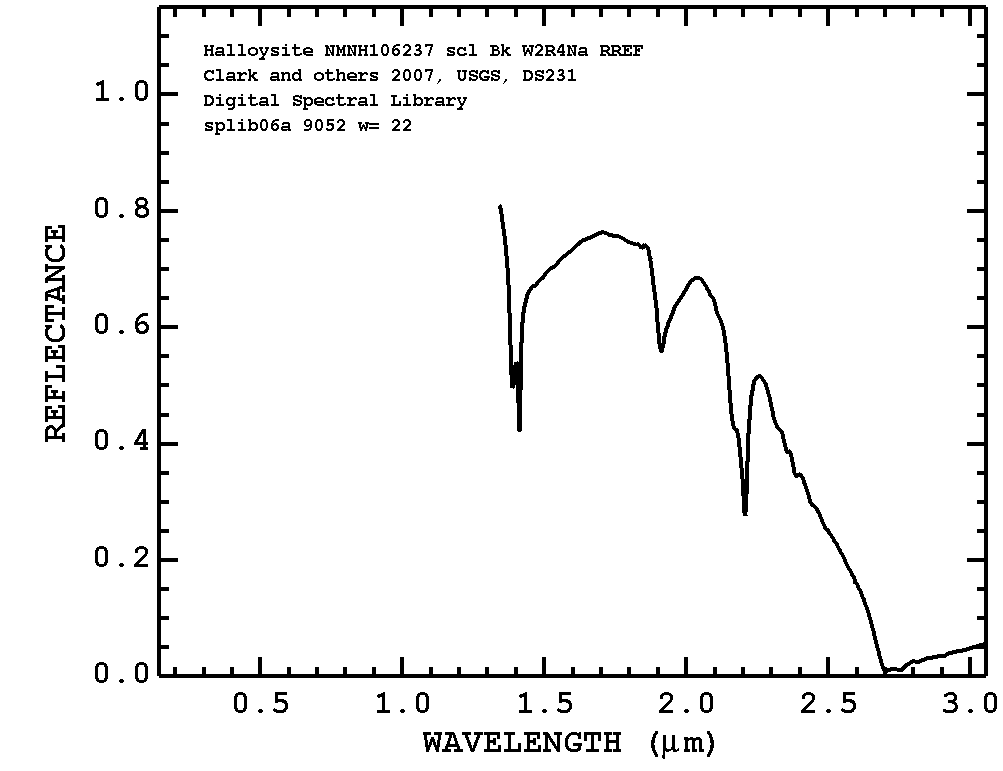 Halloysite NMNH106237 scl Bk W2R4Na RREF
Clark and others 2007, USGS, DS231
Digital Spectral Library
splib06a 9052 w= 22
1.0
0.8
0.6
0.4
0.2
0.0
REFLECTANCE
0.5 1.0 1.5 2.0 2.5 3.0
WAVELENGTH (μm)